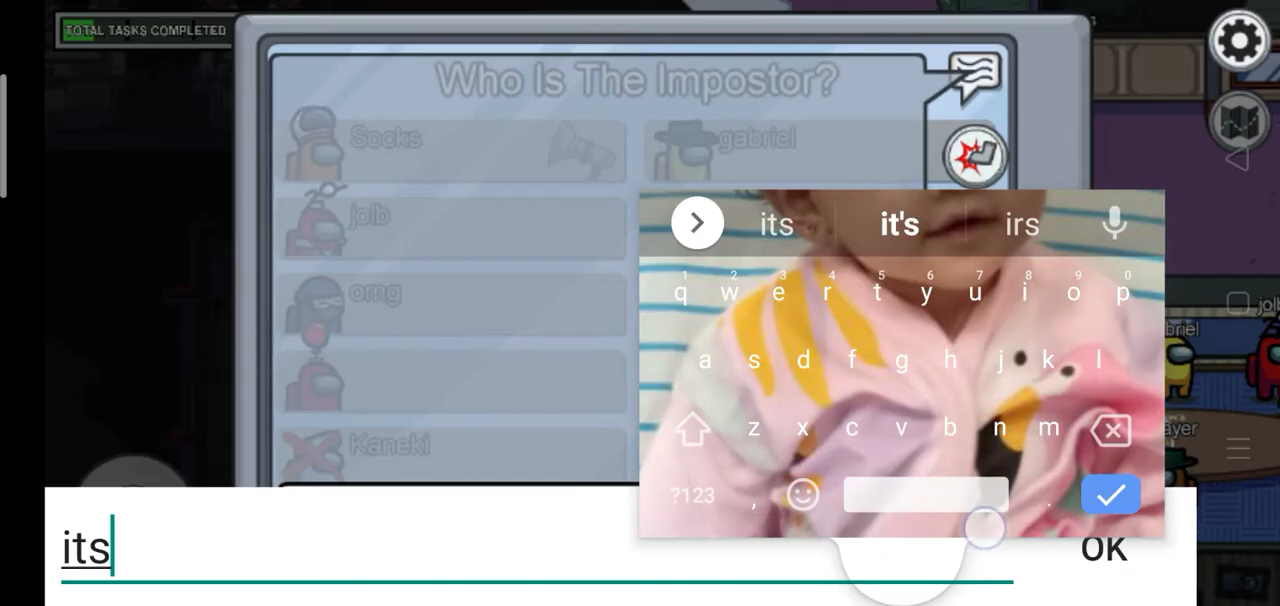 TOTAL TASKS COMPLETED
Who Is The Impostor?
Socks
gabriel
jolb
omg
Kaneki
its
it's
irs
1 2 3 4 5 6 7 8 9 0
q w e r t y u i o p
a s d f g h j k l
z x c v b n m
?123 , .
its
OK